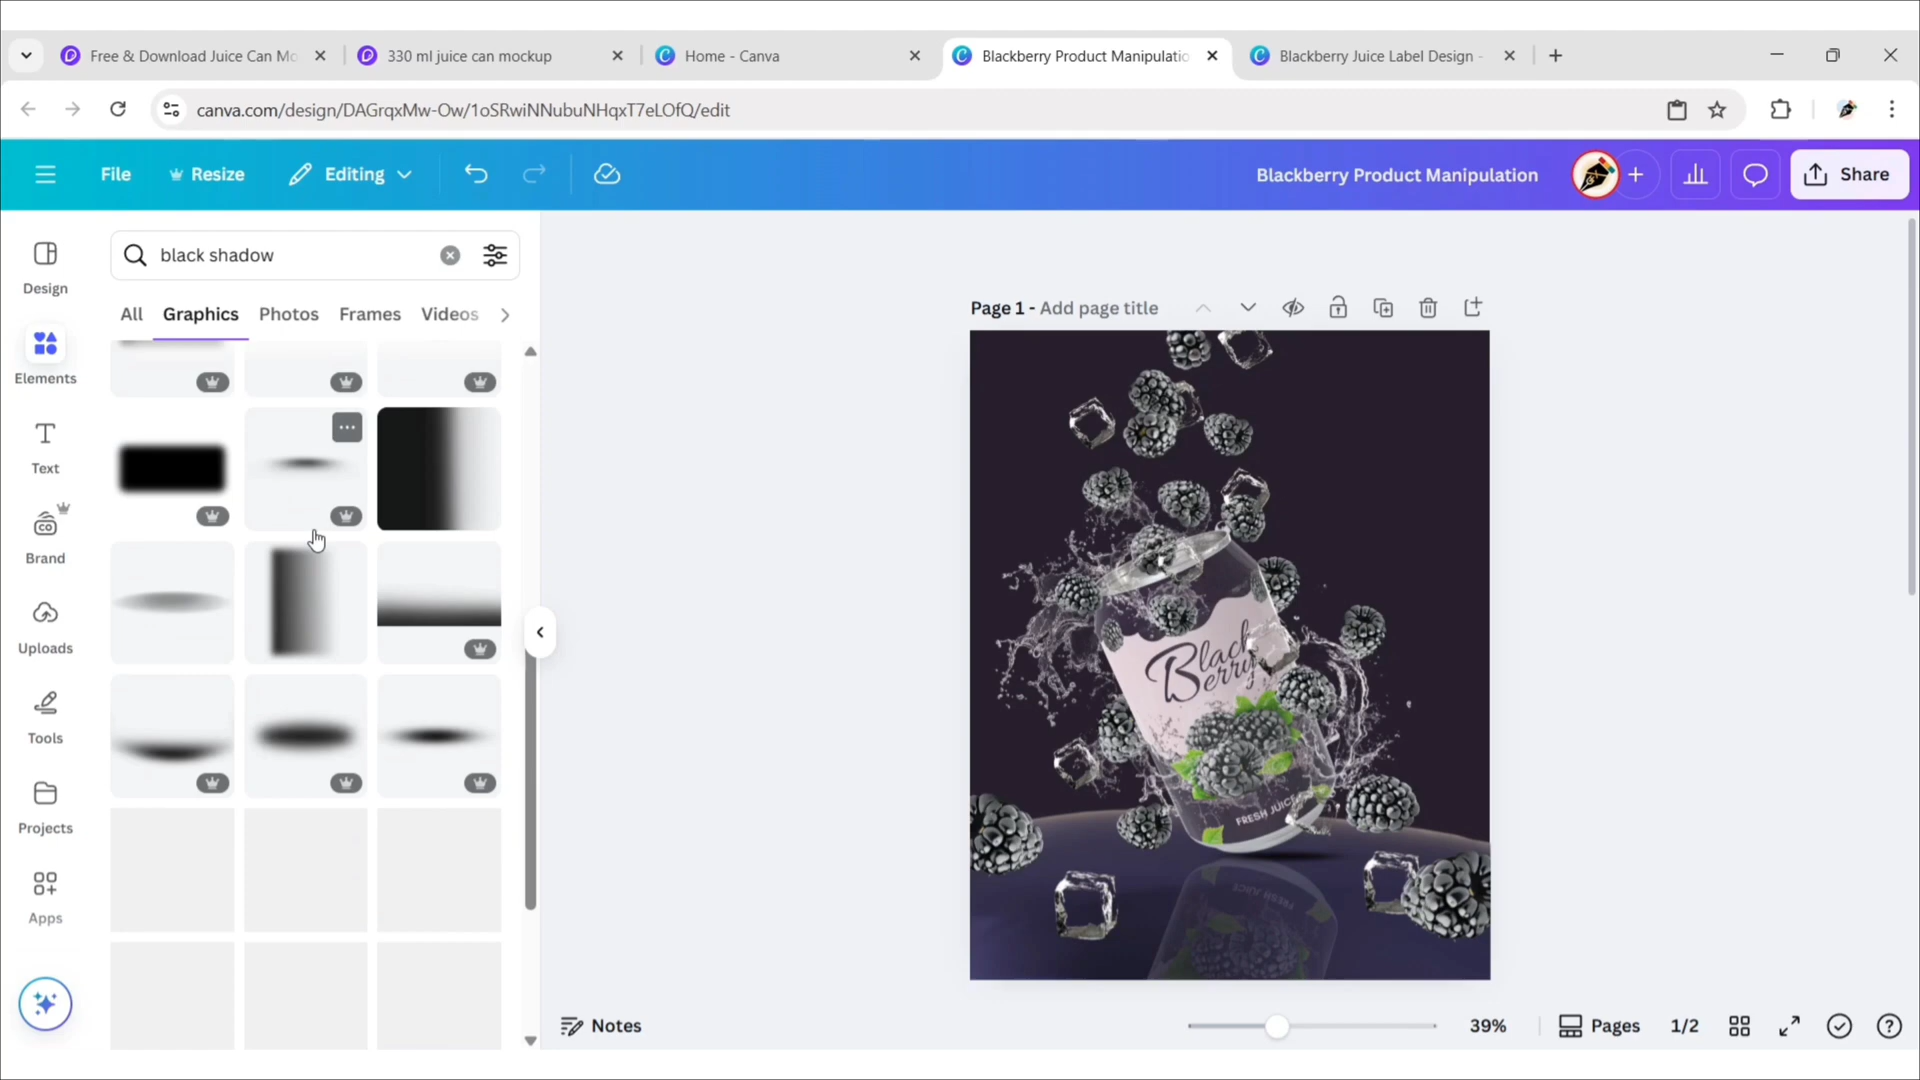 Free & Download Juice Can Mo
330 ml juice can mockup
Home - Canva
Blackberry Product Manipulatio
Blackberry Juice Label Design -
canva.com/design/DAGrqxMw-Ow/1oSRwiNNubuNHqxT7eLOfQ/edit
File
Resize
Editing
Blackberry Product Manipulation
Share
Design
Elements
Text
Brand
Uploads
Tools
Projects
Apps
black shadow
All
Graphics
Photos
Frames
Videos
Page 1 - Add page title
Black
Berry
FRESH JUICE
FRESH JUICE
Notes
39%
Pages
1/2